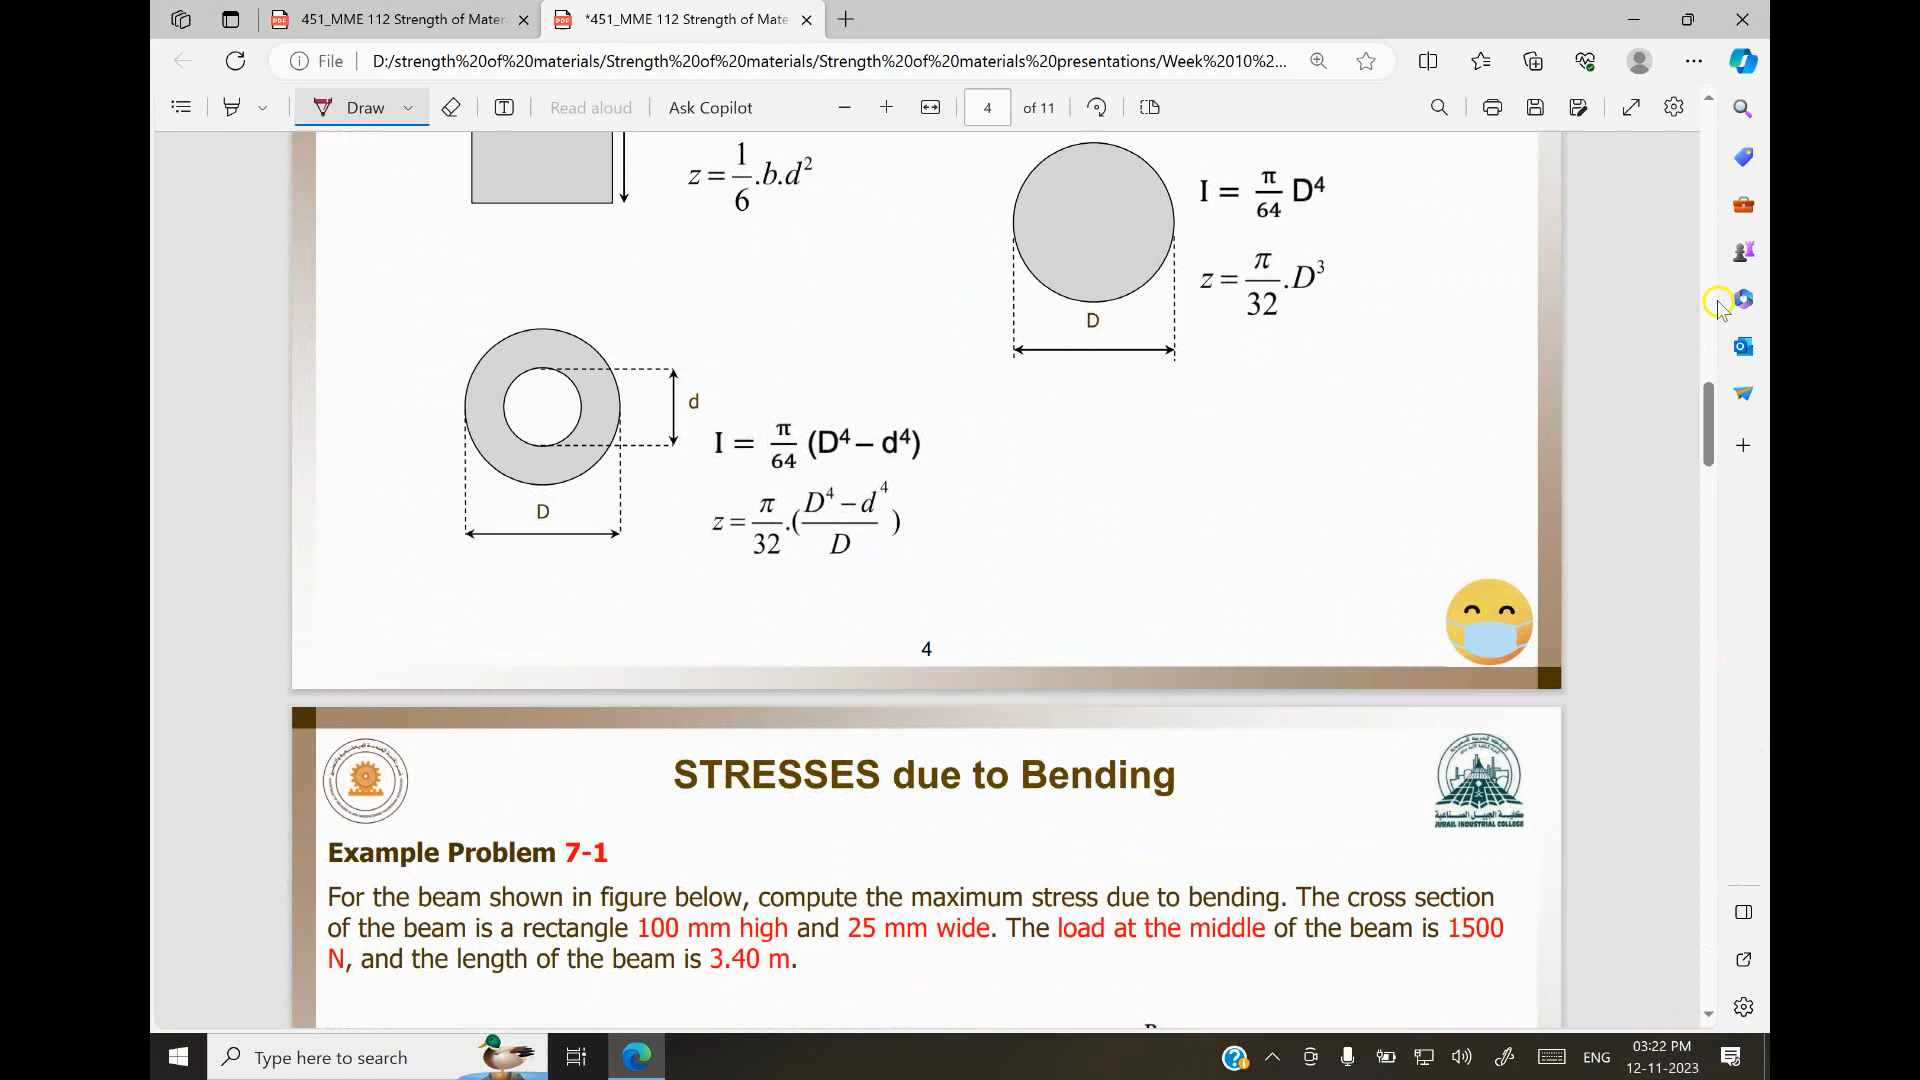 451_MME 112 Strength of Mater
*451_MME 112 Strength of Mate
File
D:/strength%20of%20materials/Strength%20of%20materials/Strength%20of%20materials%20presentations/Week%2010%2...
Draw
Read aloud
Ask Copilot
4
of 11
z = 1/6 .b.d²
I = π/64 D⁴
z = π/32 .D³
D
d
I = π/64 (D⁴ – d⁴)
z = π/32 .(D⁴ – d⁴/D)
D
4
STRESSES due to Bending
JUBAIL INDUSTRIAL COLLEGE
Example Problem 7-1
For the beam shown in figure below, compute the maximum stress due to bending. The cross section
of the beam is a rectangle 100 mm high and 25 mm wide. The load at the middle of the beam is 1500
N, and the length of the beam is 3.40 m.
Type here to search
ENG
03:22 PM
12-11-2023